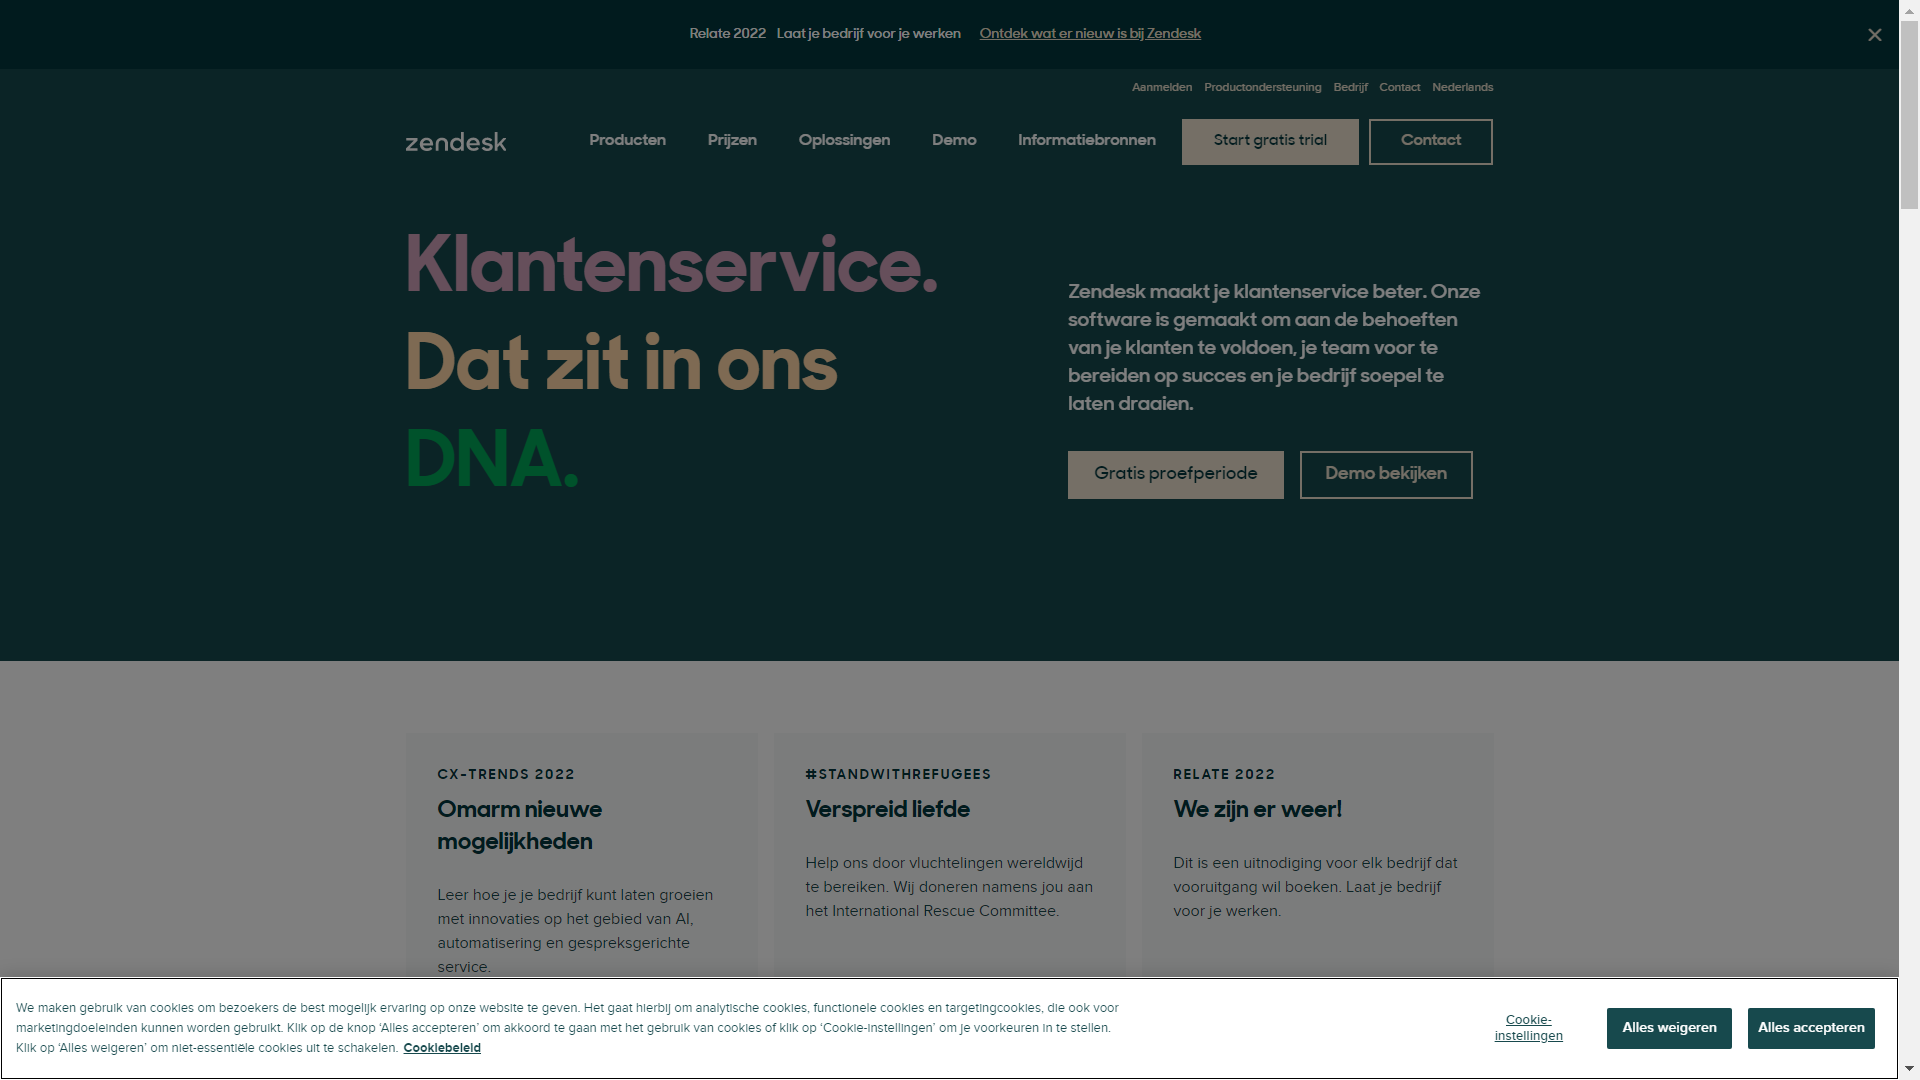 Relate 2022 Laat je bedrijf voor je werken Ontdek wat er nieuw is bij Zendesk
Aanmelden Productondersteuning Bedrijf Contact Nederlands
zendesk Producten Prijzen Oplossingen Demo Informatiebronnen Start gratis trial Contact
Klantenservice.
Dat zit in ons
DNA.
Zendesk maakt je klantenservice beter. Onze
software is gemaakt om aan de behoeften
van je klanten te voldoen, je team voor te
bereiden op succes en je bedrijf soepel te
laten draaien.
Gratis proefperiode Demo bekijken
CX-TRENDS 2022
Omarm nieuwe
mogelijkheden
Leer hoe je je bedrijf kunt laten groeien
met innovaties op het gebied van AI,
automatisering en gespreksgerichte
service.
#STANDWITHREFUGEES
Verspreid liefde
Help ons door vluchtelingen wereldwijd
te bereiken. Wij doneren namens jou aan
het International Rescue Committee.
RELATE 2022
We zijn er weer!
Dit is een uitnodiging voor elk bedrijf dat
vooruitgang wil boeken. Laat je bedrijf
voor je werken.
We maken gebruik van cookies om bezoekers de best mogelijk ervaring op onze website te geven. Het gaat hierbij om analytische cookies, functionele cookies en targetingcookies, die ook voor
marketingdoeleinden kunnen worden gebruikt. Klik op de knop ‘Alles accepteren’ om akkoord te gaan met het gebruik van cookies of klik op ‘Cookie-instellingen’ om je voorkeuren in te stellen.
Klik op ‘Alles weigeren’ om niet-essentiële cookies uit te schakelen. Cookiebeleid
Cookie-
instellingen
Alles weigeren
Alles accepteren